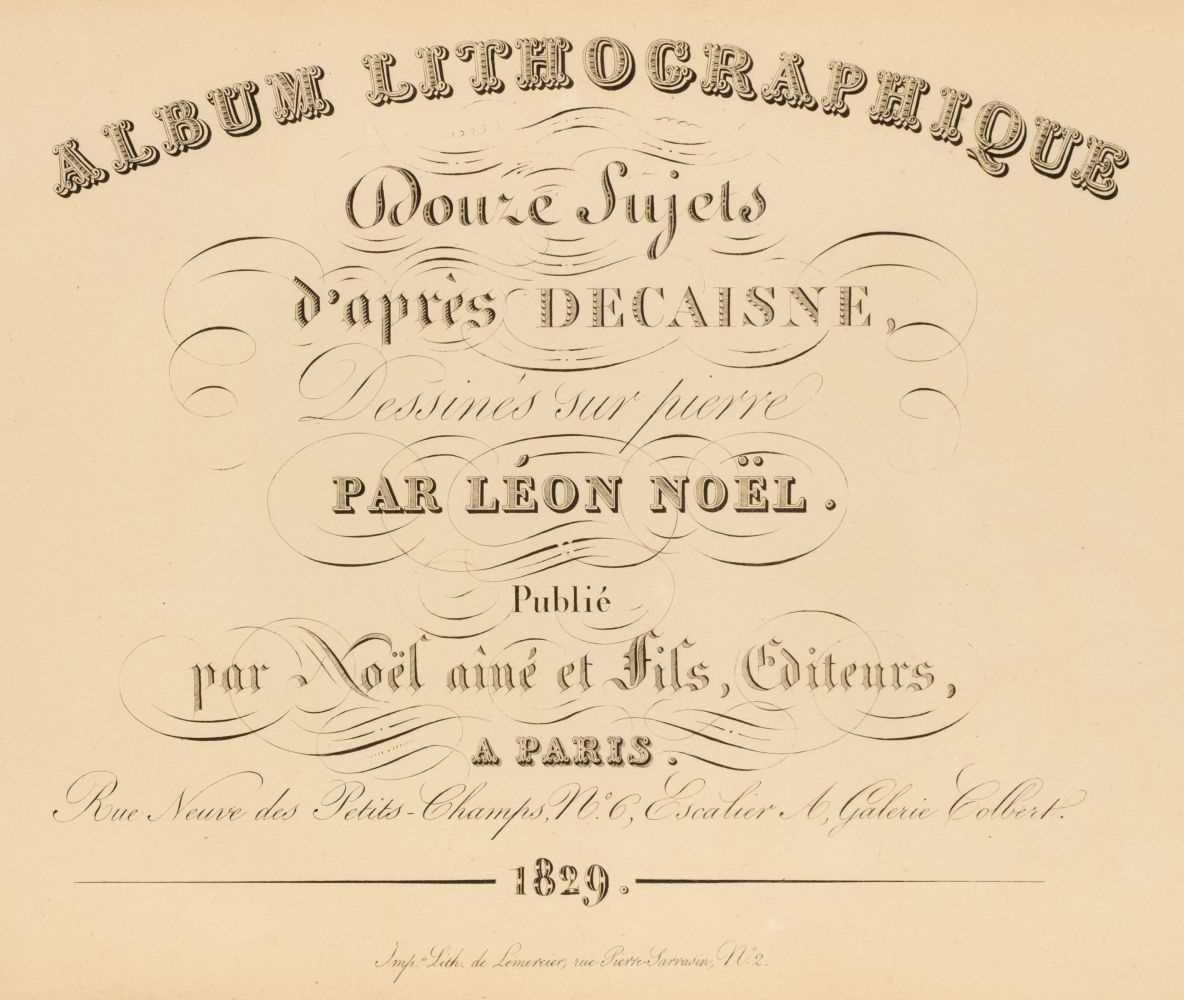 ALBUM LITHOGRAPHIQUE
Douze Sujets
d'après DECAISNE,
Dessinés sur pierre
PAR LÉON NOËL.
Publié
par Noël aîné et Fils, Editeurs,
A PARIS.
Rue Neuve des Petits-Champs, N.º 6, Escalier A, Galerie Colbert.
1829.
Imp.ie Lith. de Lemercier, rue Pierre-Sarrasin, N.º 2.